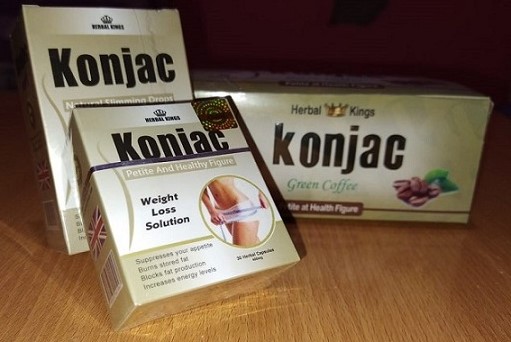 HERBAL KINGS
Konjac
Natural Slimming Drops
HERBAL KINGS
Konjac
Petite And Healthy Figure
Weight
Loss
Solution
Suppresses your appetite
Burns stored fat
Blocks fat production
Increases energy levels
30 Herbal Capsules
Herbal Kings
konjac
Green Coffee
Petite at Health Figure